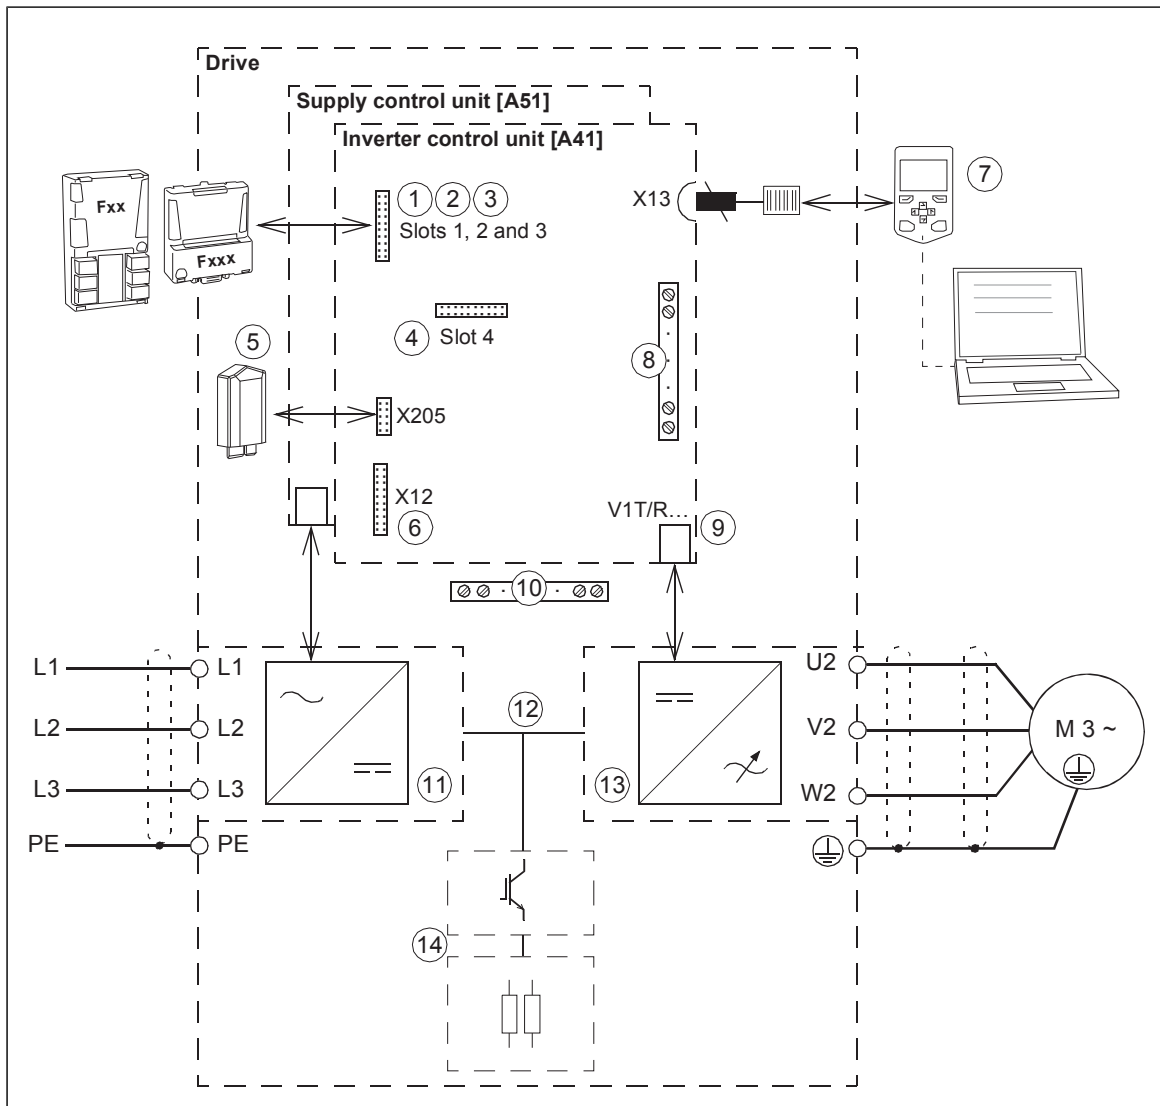 Drive
Supply control unit [A51]
Inverter control unit [A41]
Fxx
Fxxx
1 2 3
Slots 1, 2 and 3
X13
7
4 Slot 4
5
8
X205
X12
6
V1T/R...
9
10
L1 L1
L2 L2
L3 L3
PE PE
11
12
13
U2
V2
W2
M 3 ~
14